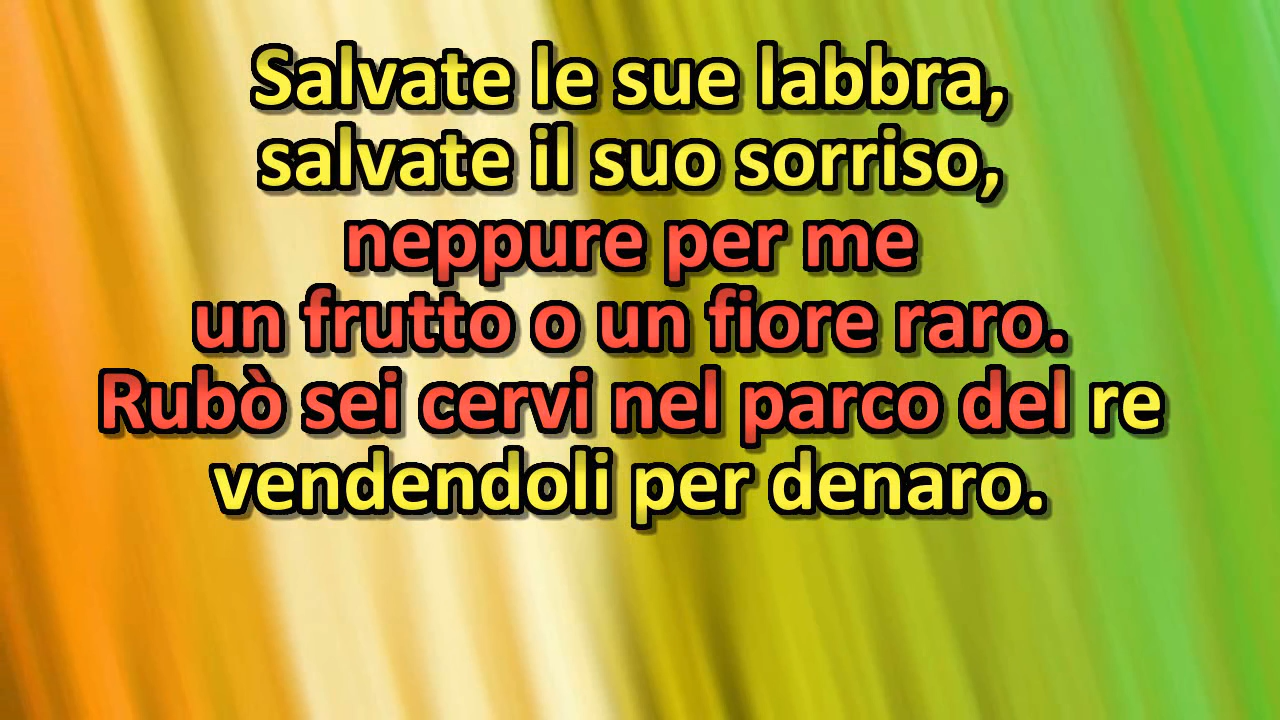 Salvate le sue labbra,
salvate il suo sorriso,
neppure per me
un frutto o un fiore raro.
Rubò sei cervi nel parco del re
vendendoli per denaro.